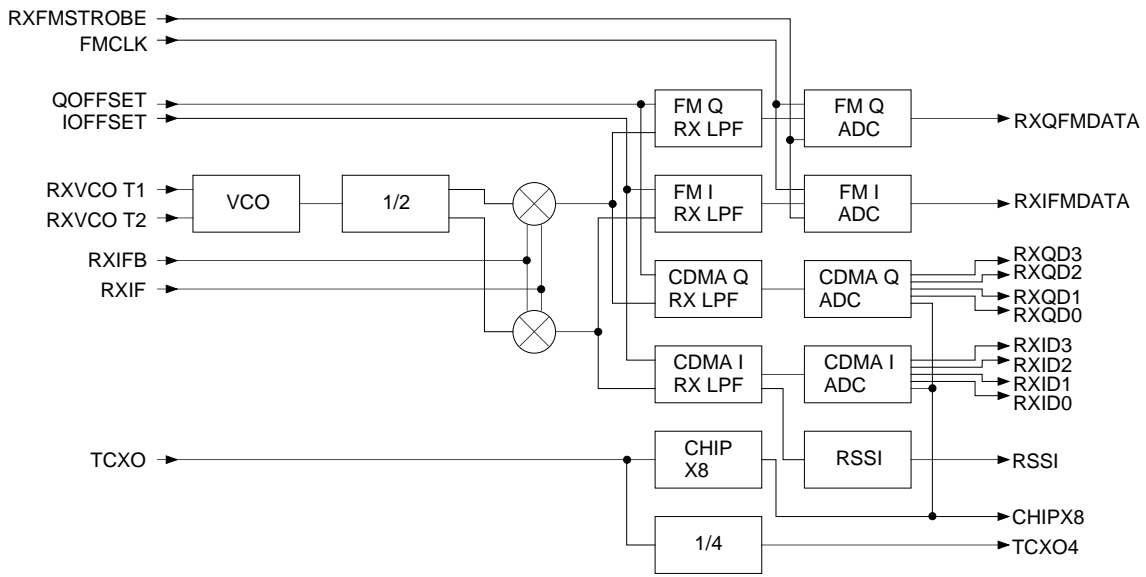 RXFMSTROBE
FMCLK
QOFFSET
IOFFSET
RXVCO T1
RXVCO T2
RXIFB
RXIF
TCXO
VCO
1/2
FM Q
RX LPF
FM I
RX LPF
CDMA Q
RX LPF
CDMA I
RX LPF
CHIP
X8
1/4
FM Q
ADC
FM I
ADC
CDMA Q
ADC
CDMA I
ADC
RSSI
RXQFMDATA
RXIFMDATA
RXQD3
RXQD2
RXQD1
RXQD0
RXID3
RXID2
RXID1
RXID0
RSSI
CHIPX8
TCXO4